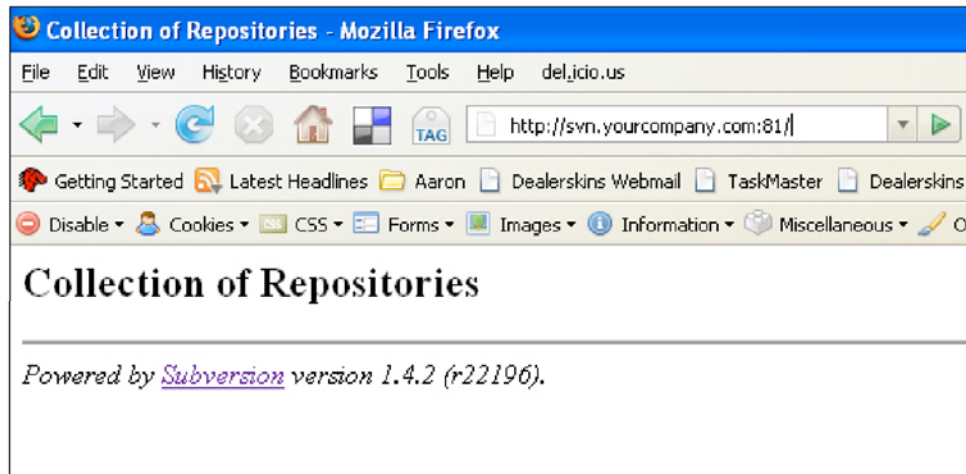 Collection of Repositories - Mozilla Firefox
File Edit View History Bookmarks Tools Help del.icio.us
TAG http://svn.yourcompany.com:81/
Getting Started Latest Headlines Aaron Dealerskins Webmail TaskMaster Dealerskins
Disable Cookies CSS CSS Forms Images Information Miscellaneous O
Collection of Repositories
Powered by Subversion version 1.4.2 (r22196).